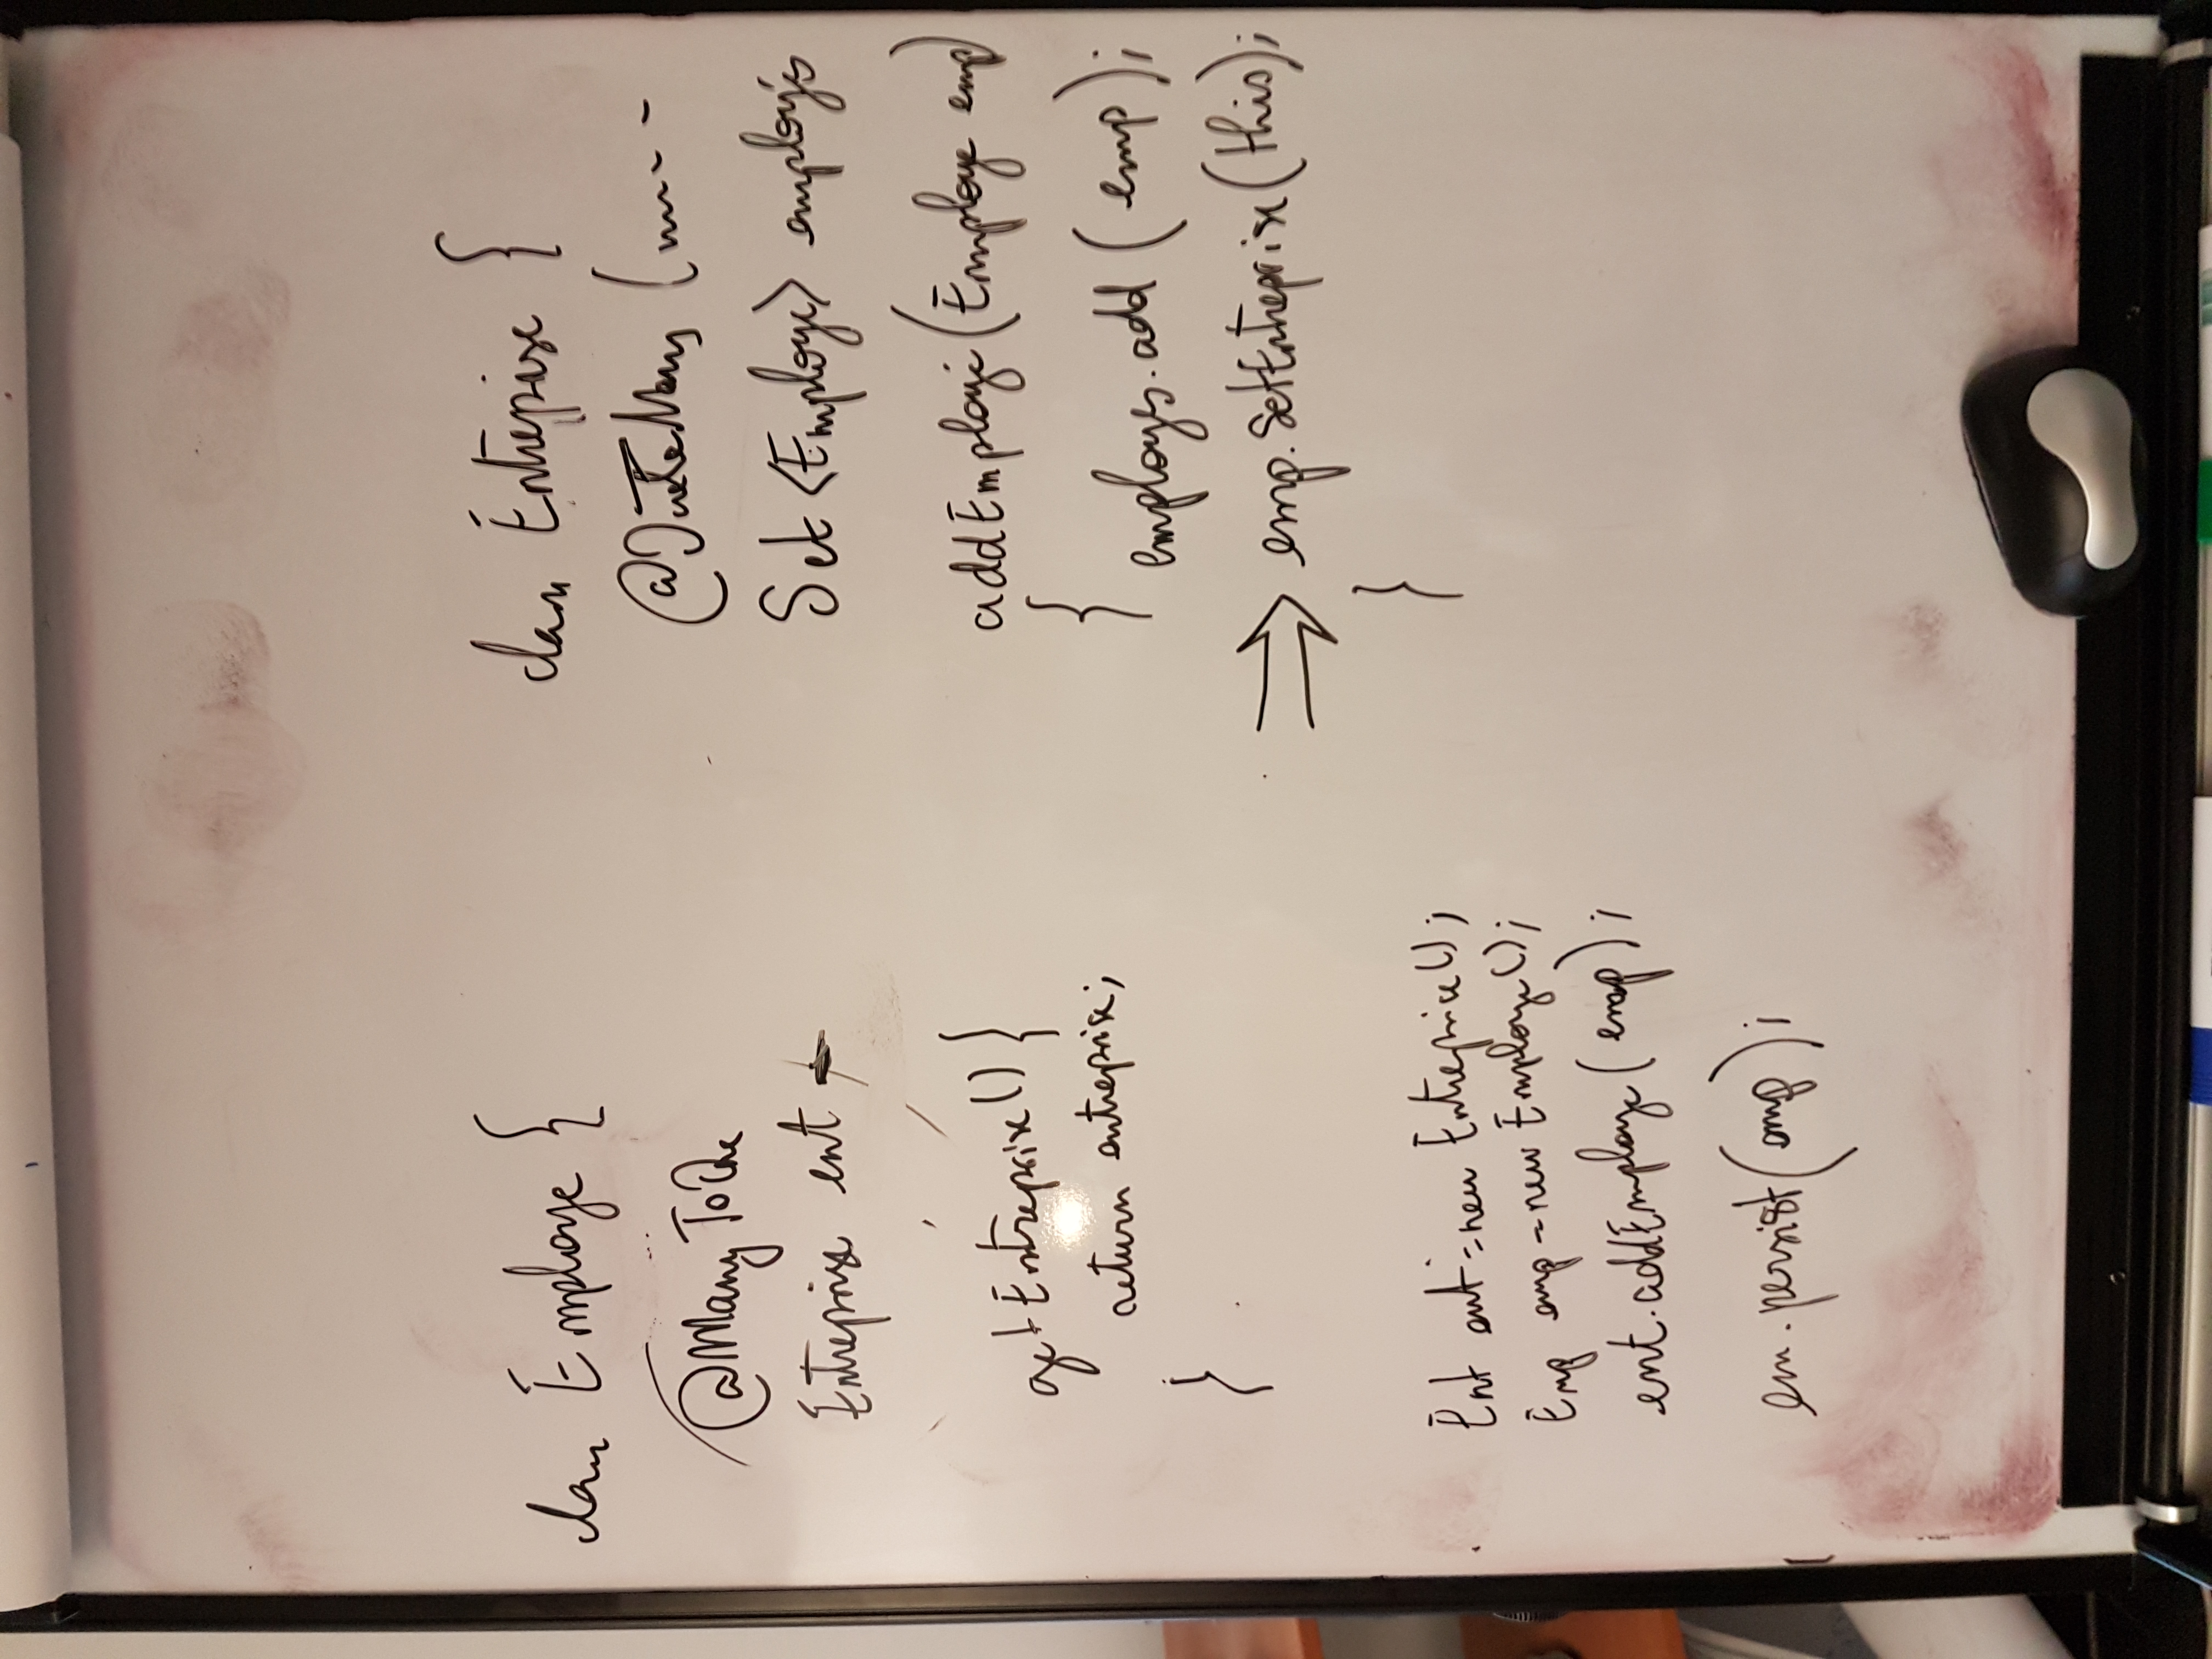 class Employe {
@ManyToOne
Entreprise ent
getEntreprise() {
return entreprise;
}
Ent ent = new Entreprise();
Emp emp = new Employe();
ent.addEmploye(emp);
em.persist(emp);
class Entreprise {
@OneToMany (
Set <Employe> employés
addEmploye(Employe emp)
{
employes.add(emp);
⇒ emp.setEntreprise(this);
}